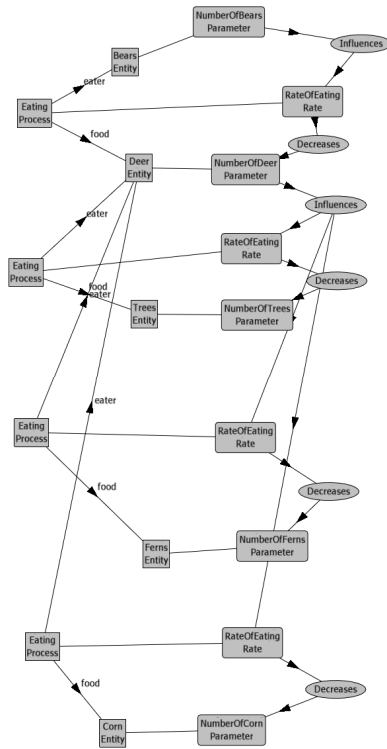 NumberOfBears
Parameter
Influences
Bears
Entity
eater
RateOfEating
Rate
Eating
Process
food
Decreases
Deer
Entity
NumberOfDeer
Parameter
Influences
eater
RateOfEating
Rate
Eating
Process
Decreases
food
eater
Trees
Entity
NumberOfTrees
Parameter
eater
RateOfEating
Rate
Eating
Process
food
Decreases
NumberOfFerns
Parameter
Ferns
Entity
RateOfEating
Rate
Eating
Process
food
Decreases
Corn
Entity
NumberOfCorn
Parameter